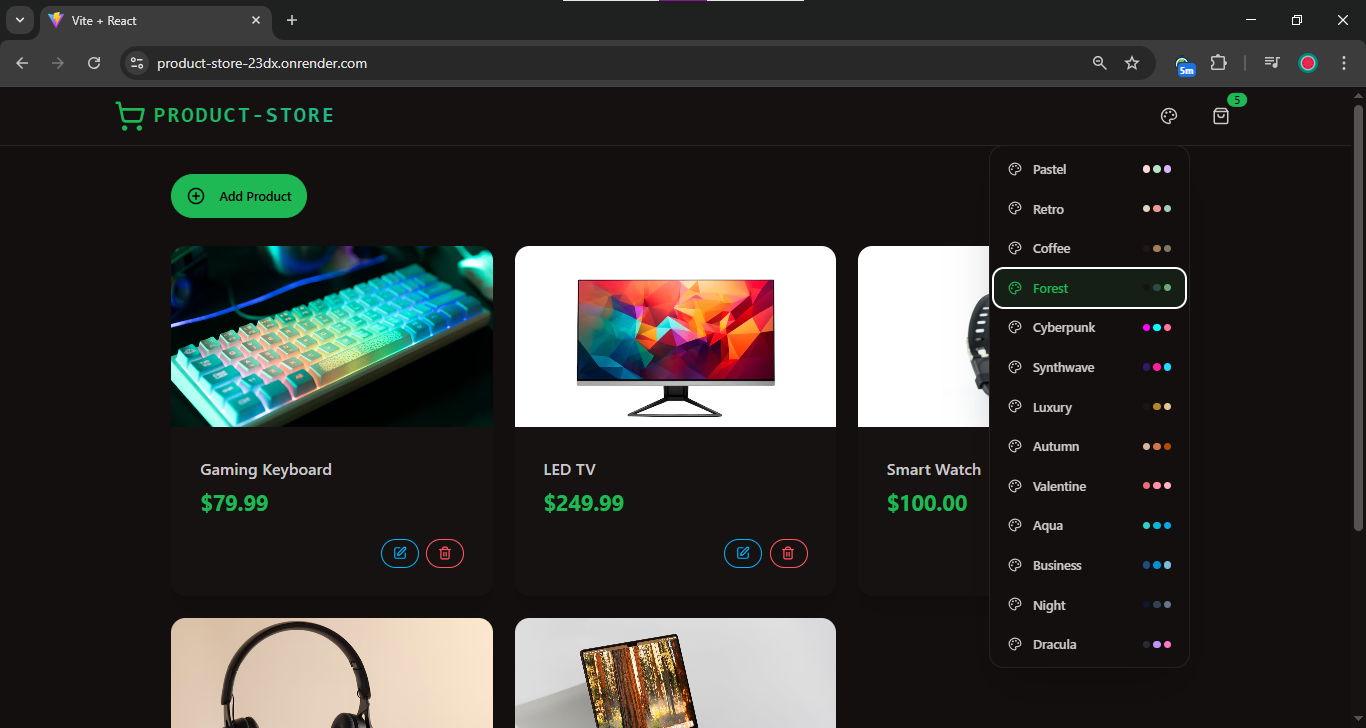 Vite + React
product-store-23dx.onrender.com
5m
PRODUCT-STORE
5
Add Product
Pastel
Retro
Coffee
Forest
Cyberpunk
Synthwave
Luxury
Autumn
Valentine
Aqua
Business
Night
Dracula
Gaming Keyboard
$79.99
LED TV
$249.99
Smart Watch
$100.00